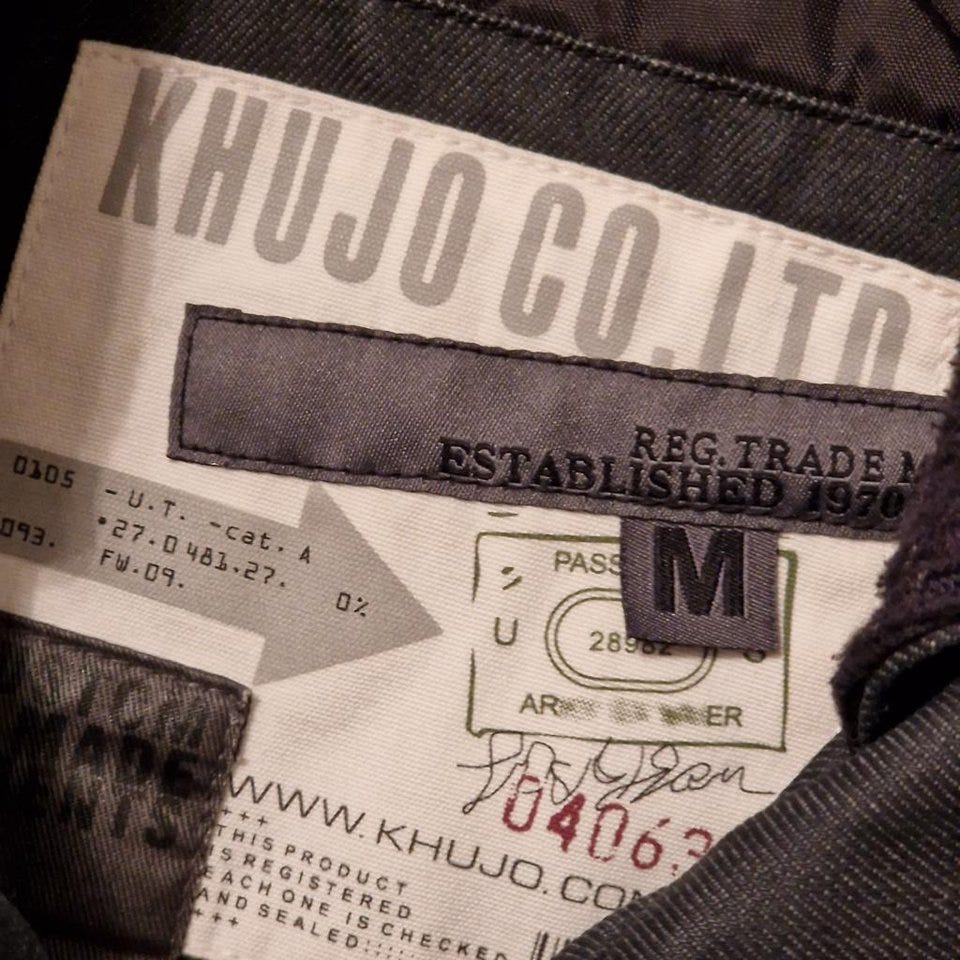 KHUJO CO.LTD
REG. TRADE M
ESTABLISHED 1970
M
0105 - U.T. - cat. A
093. •27.0481.27.
FW.09. 0%
PASS
U 28982 S
ER
04063
WWW.KHUJO.COM
+++
THIS PRODUCT
IS REGISTERED
EACH ONE IS CHECKED
AND SEALED
+++
MADE